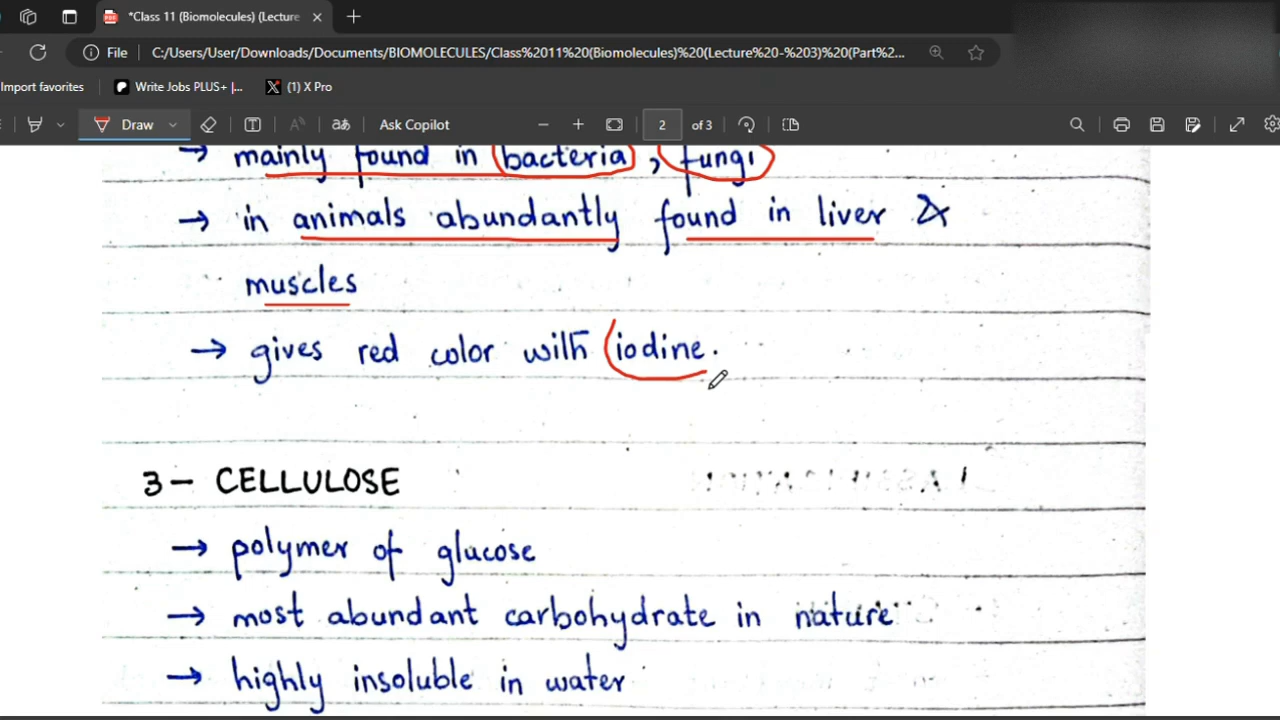 *Class 11 (Biomolecules) (Lecture
File C:/Users/User/Downloads/Documents/BIOMOLECULES/Class%2011%20(Biomolecules)%20(Lecture%20-%203)%20(Part%2...
Import favorites Write Jobs PLUS+ |... (1) X Pro
Draw Ask Copilot 2 of 3
→ mainly found in bacteria, fungi
→ in animals abundantly found in liver &
muscles
→ gives red color with iodine.
3- CELLULOSE
→ polymer of glucose
→ most abundant carbohydrate in nature
→ highly insoluble in water